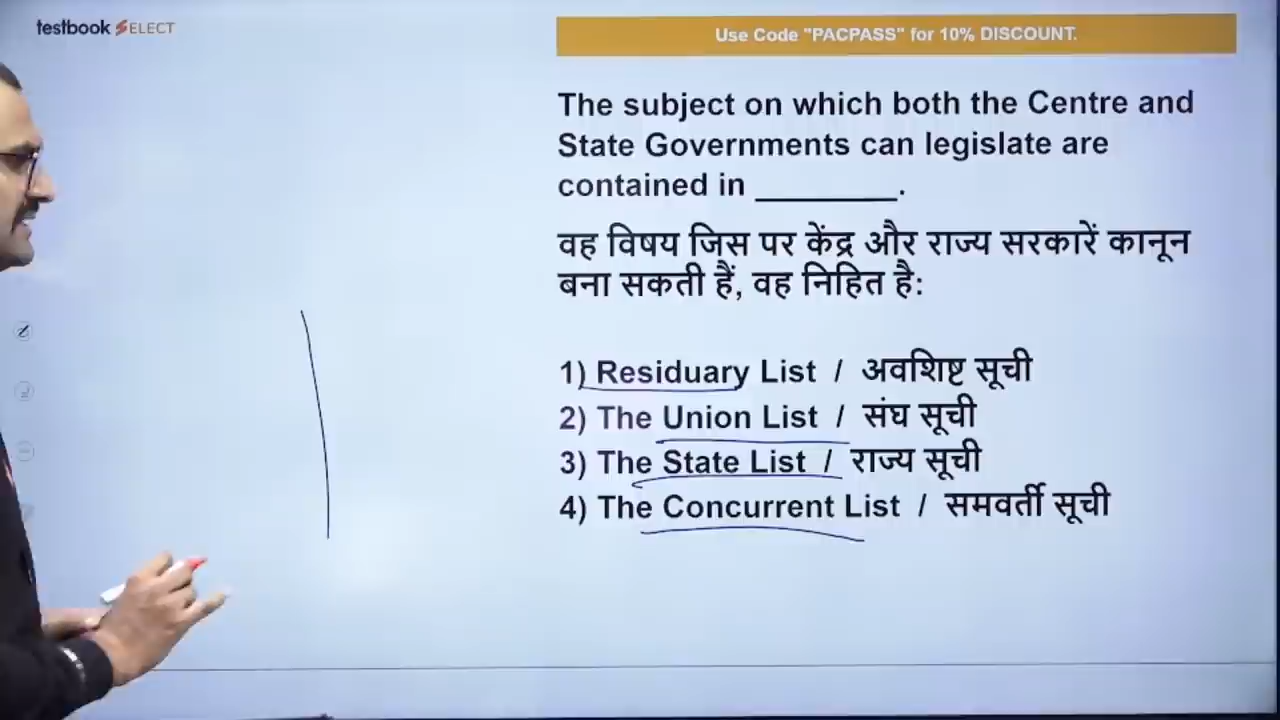 testbook SELECT
Use Code "PACPASS" for 10% DISCOUNT.
The subject on which both the Centre and
State Governments can legislate are
contained in ________.
वह विषय जिस पर केंद्र और राज्य सरकारें कानून
बना सकती हैं, वह निहित है:
1) Residuary List / अवशिष्ट सूची
2) The Union List / संघ सूची
3) The State List / राज्य सूची
4) The Concurrent List / समवर्ती सूची